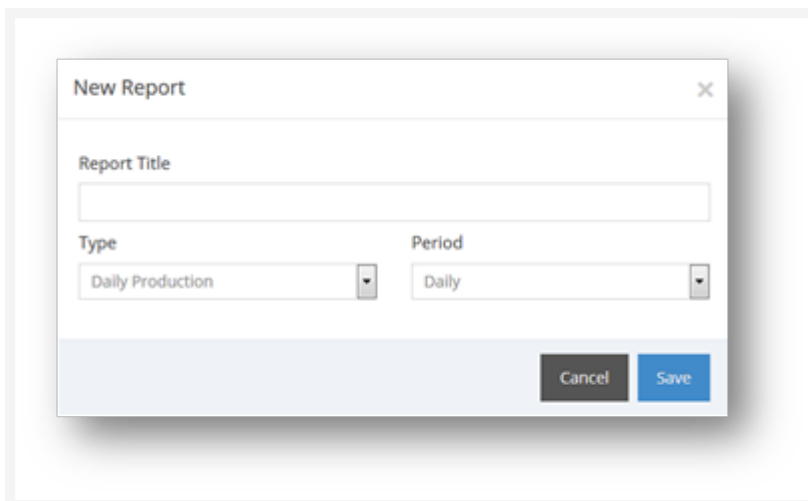 New Report ×
Report Title
Type Period
Daily Production Daily
Cancel Save